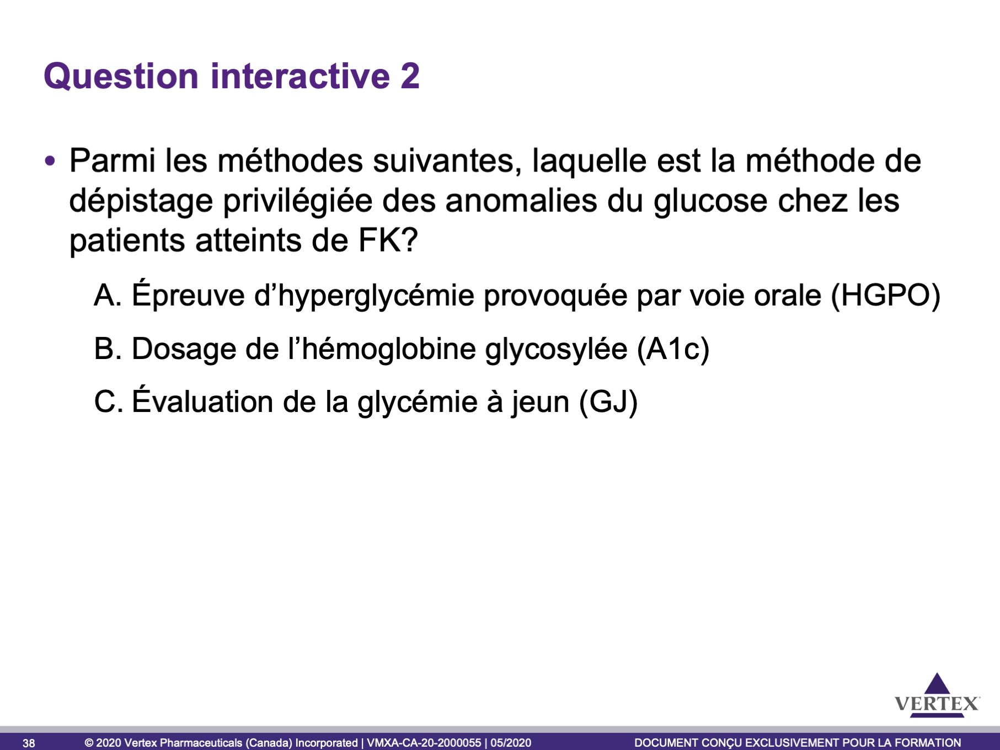 Question interactive 2
• Parmi les méthodes suivantes, laquelle est la méthode de
dépistage privilégiée des anomalies du glucose chez les
patients atteints de FK?
A. Épreuve d’hyperglycémie provoquée par voie orale (HGPO)
B. Dosage de l’hémoglobine glycosylée (A1c)
C. Évaluation de la glycémie à jeun (GJ)
VERTEX
38 © 2020 Vertex Pharmaceuticals (Canada) Incorporated | VMXA-CA-20-2000055 | 05/2020 DOCUMENT CONÇU EXCLUSIVEMENT POUR LA FORMATION